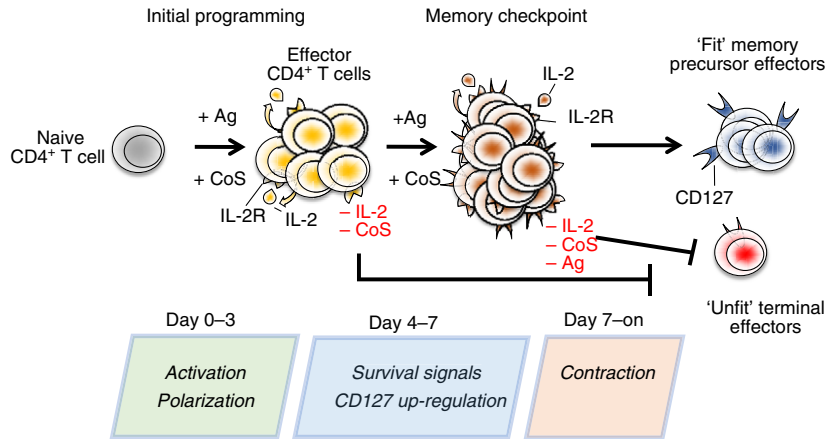 Initial programming
Memory checkpoint
Effector
CD4+ T cells
IL-2
'Fit' memory
precursor effectors
+ Ag
+Ag
IL-2R
Naive
CD4+ T cell
+ CoS
+ CoS
CD127
IL-2R
IL-2
– IL-2
– CoS
– IL-2
– CoS
– Ag
'Unfit' terminal
effectors
Day 0–3
Day 4–7
Day 7–on
Activation
Polarization
Survival signals
CD127 up-regulation
Contraction